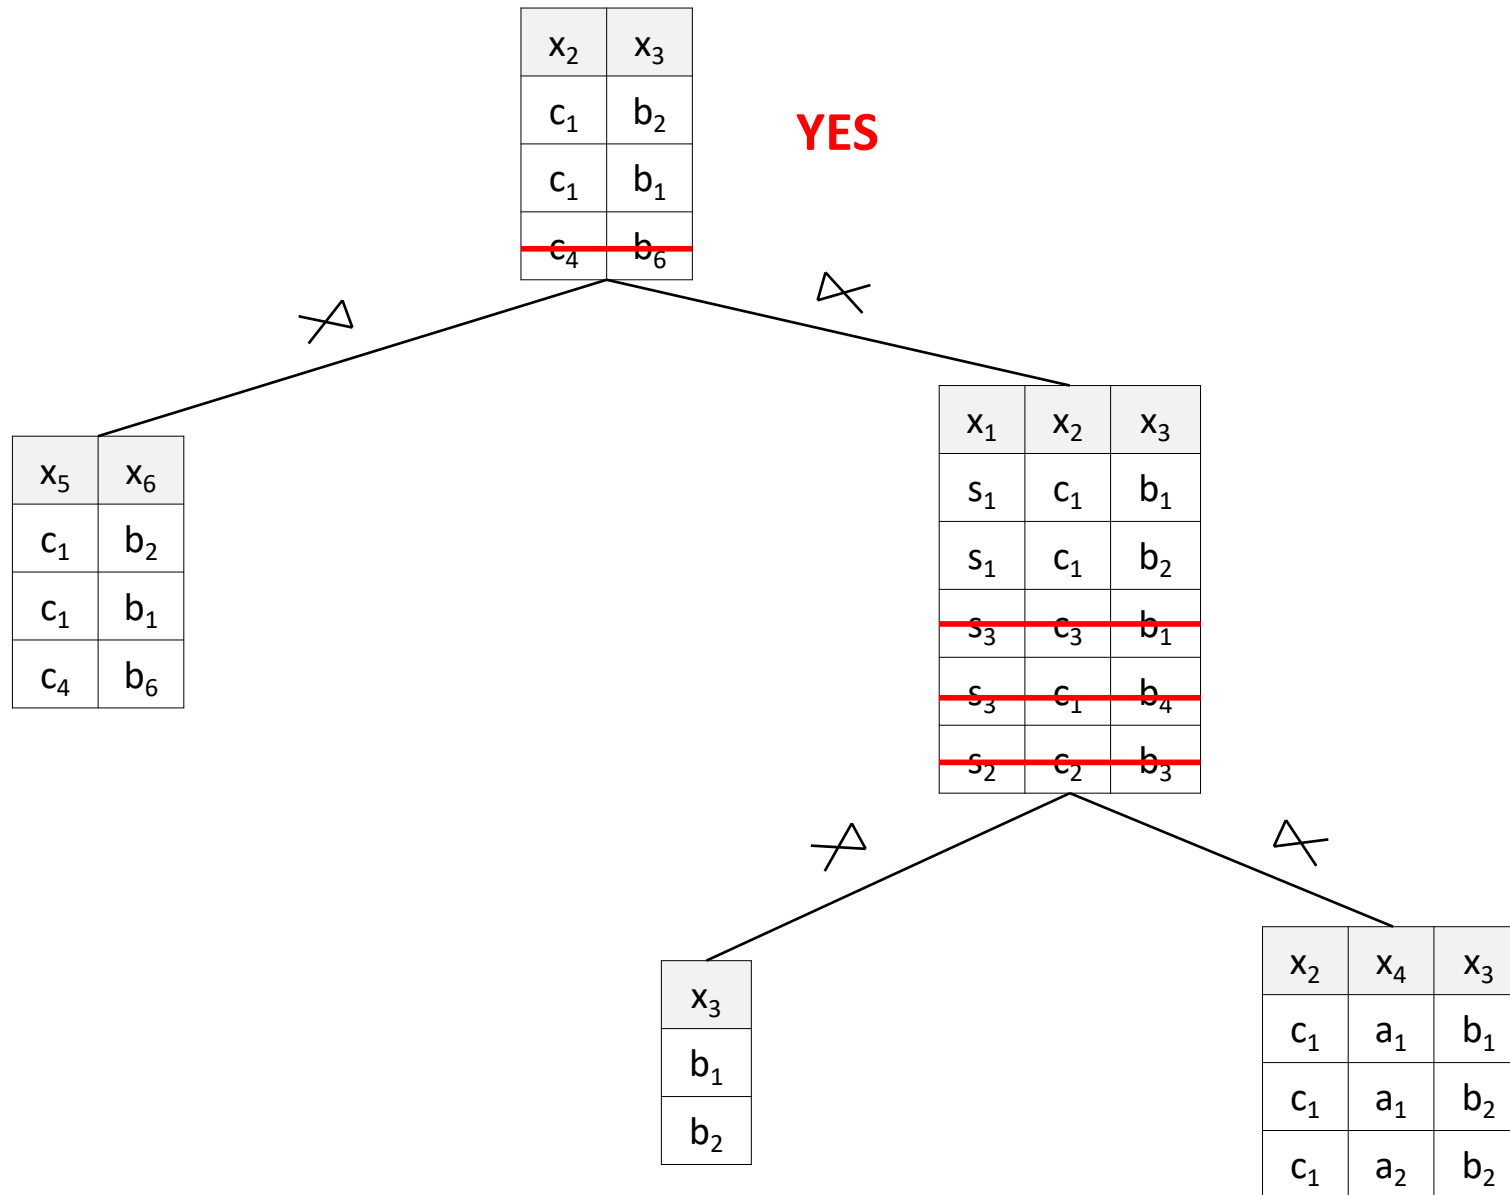 x₂ x₃
c₁ b₂
YES
c₁ b₁
c₄ b₆
x₅ x₆
c₁ b₂
c₁ b₁
c₄ b₆
x₁ x₂ x₃
s₁ c₁ b₁
s₁ c₁ b₂
s₃ c₃ b₁
s₃ c₁ b₄
s₂ c₂ b₃
x₃
b₁
b₂
x₂ x₄ x₃
c₁ a₁ b₁
c₁ a₁ b₂
c₁ a₂ b₂